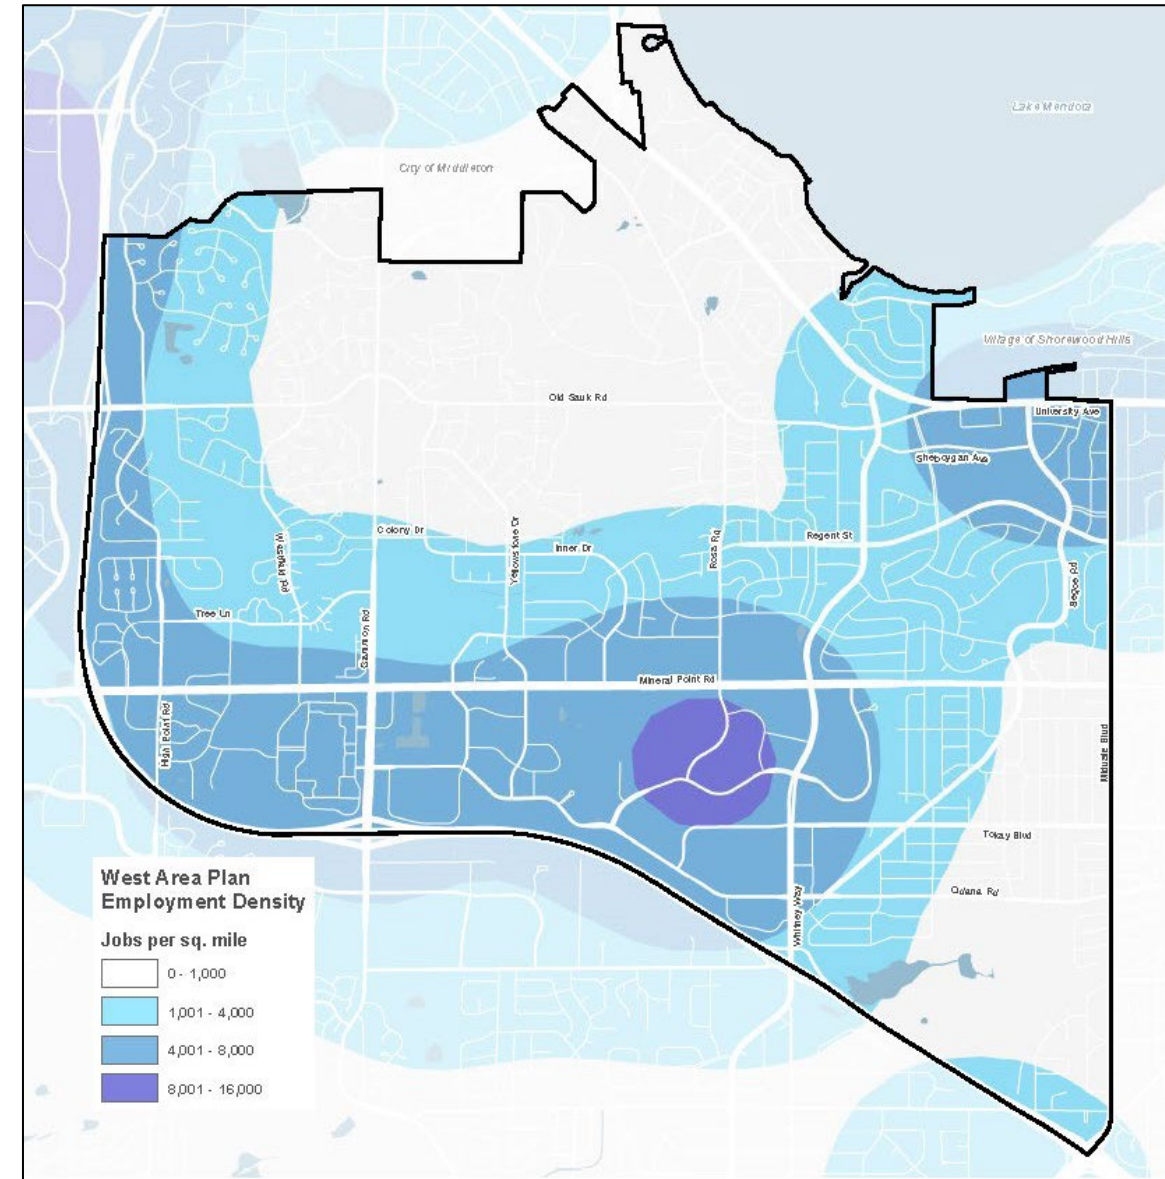 Lake Mendota
City of Middleton
Village of Shorewood Hills
Old Sauk Rd
University Ave
Sheboygan Ave
Colony Dr
Yellowstone Dr
Inner Dr
Rosa Rd
Regent St
Westfield Rd
Segoe Rd
Tree Ln
Gammon Rd
Mineral Point Rd
High Point Rd
Midvale Blvd
Tokay Blvd
Odana Rd
Whitney Way
West Area Plan
Employment Density
Jobs per sq. mile
0 - 1,000
1,001 - 4,000
4,001 - 8,000
8,001 - 16,000